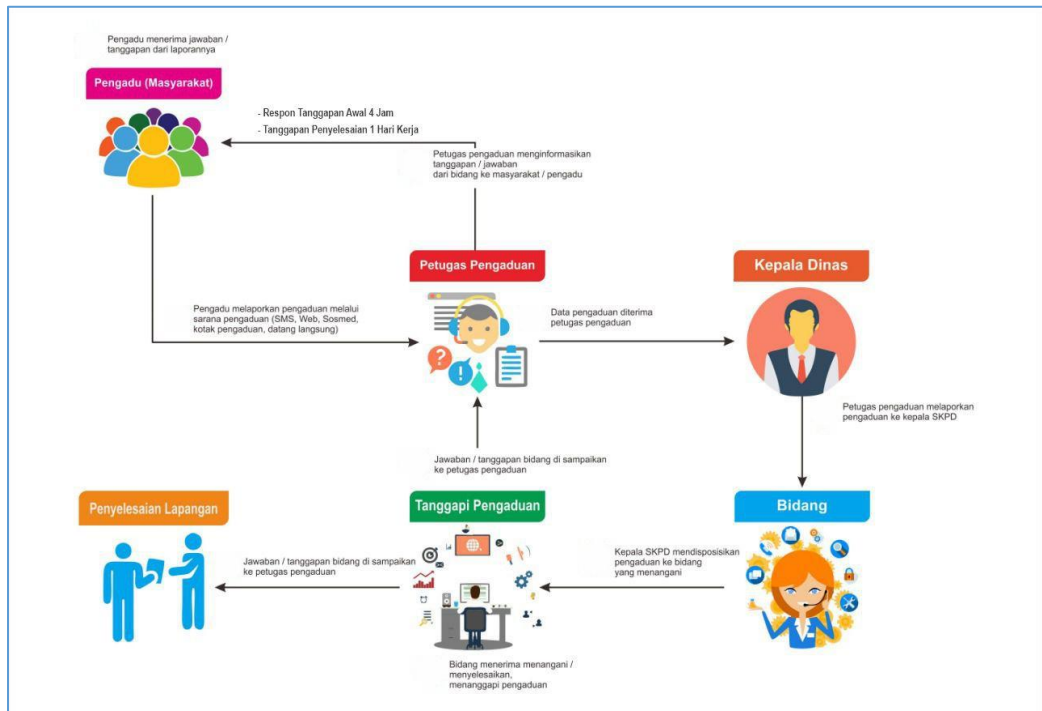 Pengadu menerima jawaban /
tanggapan dari laporannya
Pengadu (Masyarakat)
- Respon Tanggapan Awal 4 Jam
- Tanggapan Penyelesaian 1 Hari Kerja
Petugas pengaduan menginformasikan
tanggapan / jawaban
dari bidang ke masyarakat / pengadu
Petugas Pengaduan
Kepala Dinas
Pengadu melaporkan pengaduan melalui
sarana pengaduan (SMS, Web, Sosmed,
kotak pengaduan, datang langsung)
Data pengaduan diterima
petugas pengaduan
Petugas pengaduan melaporkan
pengaduan ke kepala SKPD
Jawaban / tanggapan bidang di sampaikan
ke petugas pengaduan
Penyelesaian Lapangan
Tanggapi Pengaduan
Bidang
Jawaban / tanggapan bidang di sampaikan
ke petugas pengaduan
Kepala SKPD mendisposisikan
pengaduan ke bidang
yang menangani
Bidang menerima menangani /
menyelesaikan,
menanggapi pengaduan